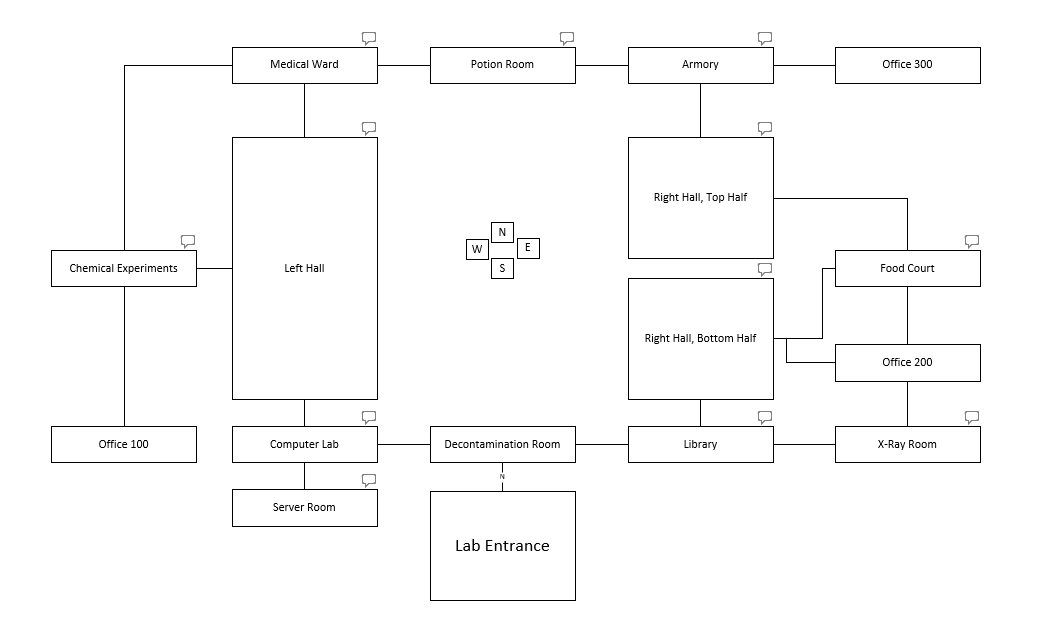 Medical Ward
Potion Room
Armory
Office 300
Right Hall, Top Half
N
W
E
S
Chemical Experiments
Left Hall
Food Court
Right Hall, Bottom Half
Office 200
Office 100
Computer Lab
Decontamination Room
Library
X-Ray Room
N
Server Room
Lab Entrance